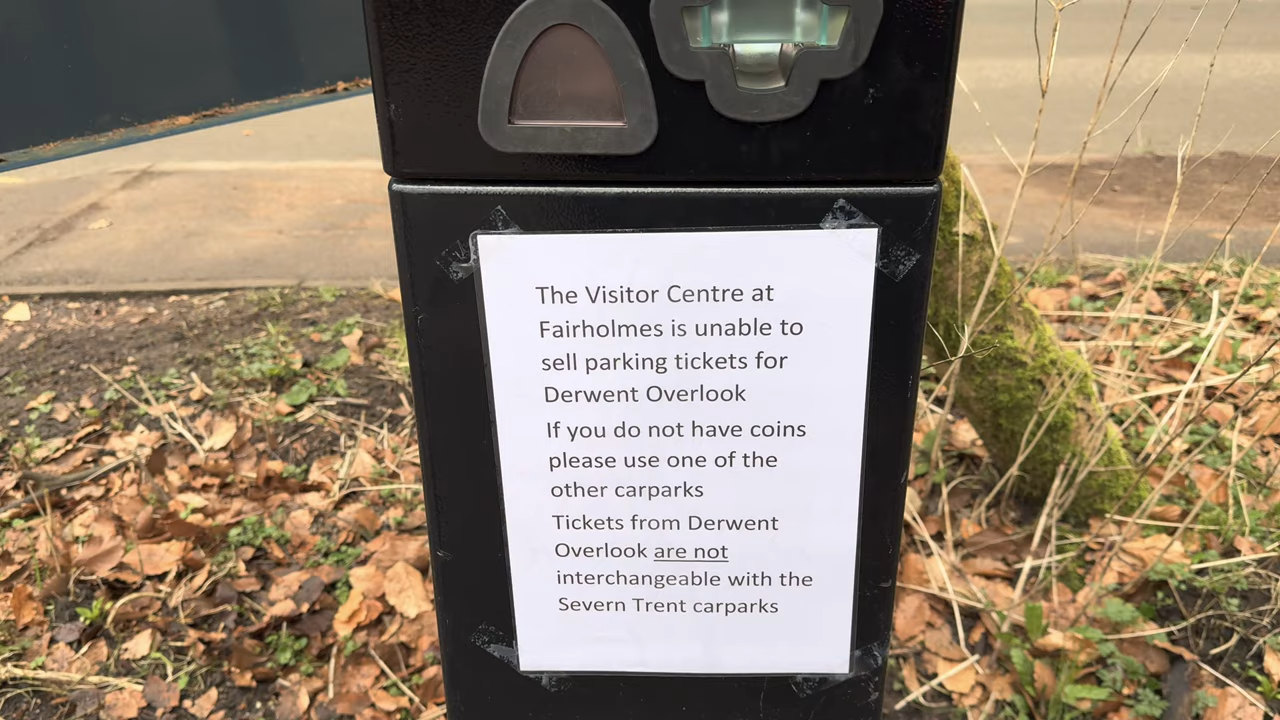 The Visitor Centre at
Fairholmes is unable to
sell parking tickets for
Derwent Overlook
If you do not have coins
please use one of the
other carparks
Tickets from Derwent
Overlook are not
interchangeable with the
Severn Trent carparks